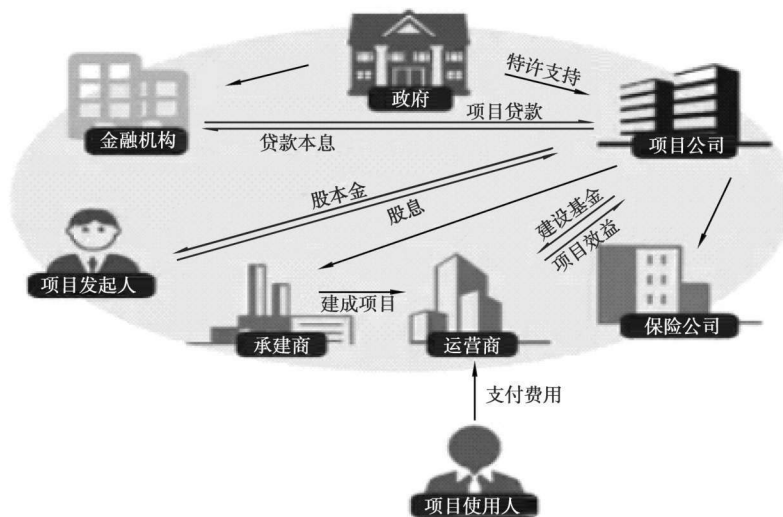 特许支持
政府
项目贷款
金融机构
贷款本息
项目公司
股本金
股息
建设基金
项目效益
项目发起人
建成项目
承建商
运营商
保险公司
支付费用
项目使用人